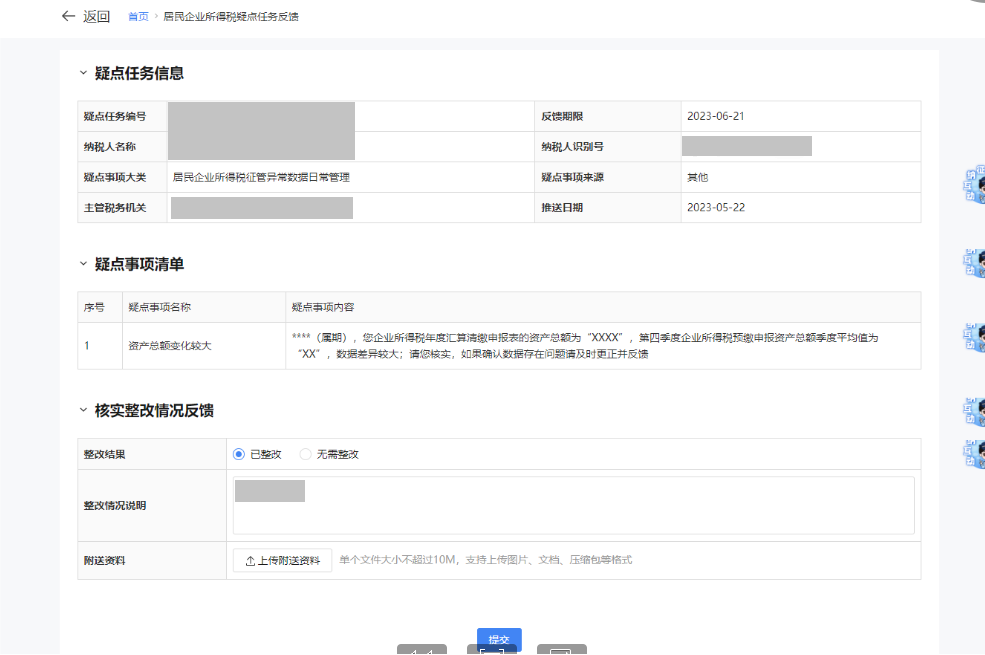 返回 首页 居民企业所得税疑点任务反馈
疑点任务信息
疑点任务编号 反馈期限 2023-06-21
纳税人名称 纳税人识别号
疑点事项大类 居民企业所得税征管异常数据日常管理 疑点事项来源 其他
主管税务机关 推送日期 2023-05-22
疑点事项清单
序号 疑点事项名称 疑点事项内容
1 资产总额变化较大 ****（属期），您企业所得税年度汇算清缴申报表的资产总额为“XXXX”，第四季度企业所得税预缴申报资产总额季度平均值为
“XX”，数据差异较大；请您核实，如果确认数据存在问题请及时更正并反馈
核实整改情况反馈
整改结果 已整改 无需整改
整改情况说明
附送资料 上传附送资料 单个文件大小不超过10M，支持上传图片、文档、压缩包等格式
提交